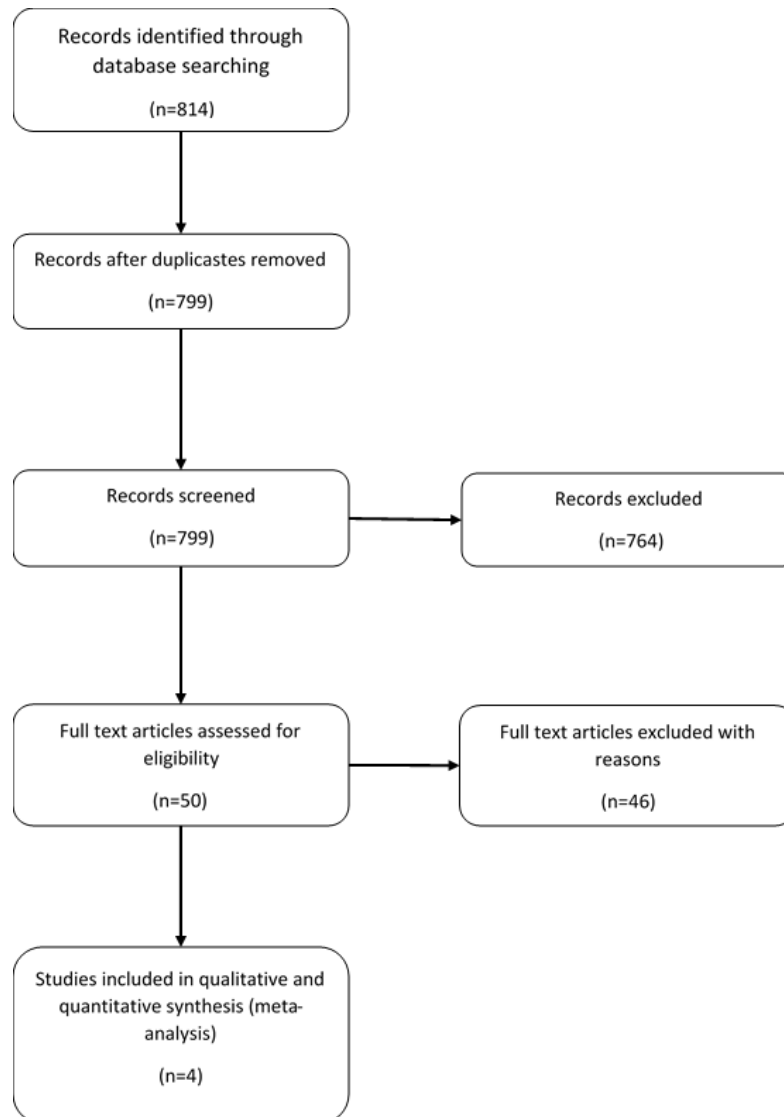 Records identified through
database searching
(n=814)
Records after duplicastes removed
(n=799)
Records screened
(n=799)
Records excluded
(n=764)
Full text articles assessed for
eligibility
(n=50)
Full text articles excluded with
reasons
(n=46)
Studies included in qualitative and
quantitative synthesis (meta-
analysis)
(n=4)